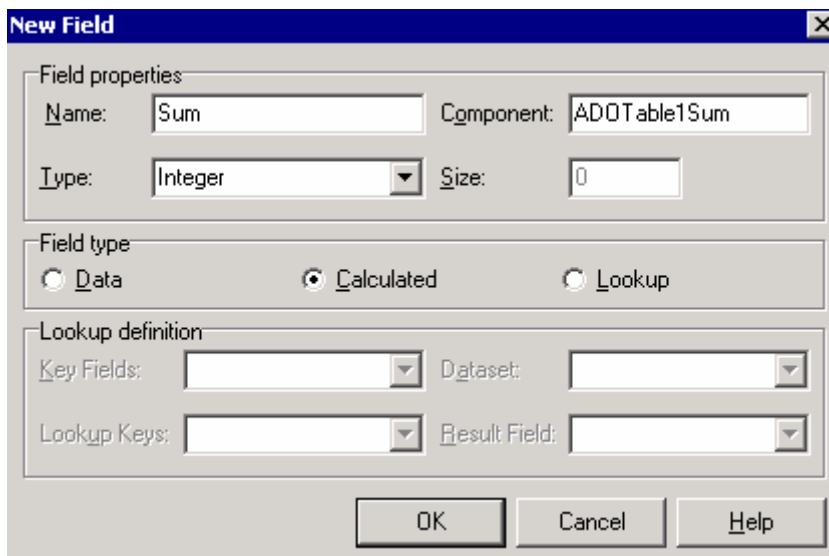 New Field
Field properties
Name: Sum Component: ADOTable1Sum
Type: Integer Size: 0
Field type
Data Calculated Lookup
Lookup definition
Key Fields: Dataset:
Lookup Keys: Result Field:
OK Cancel Help